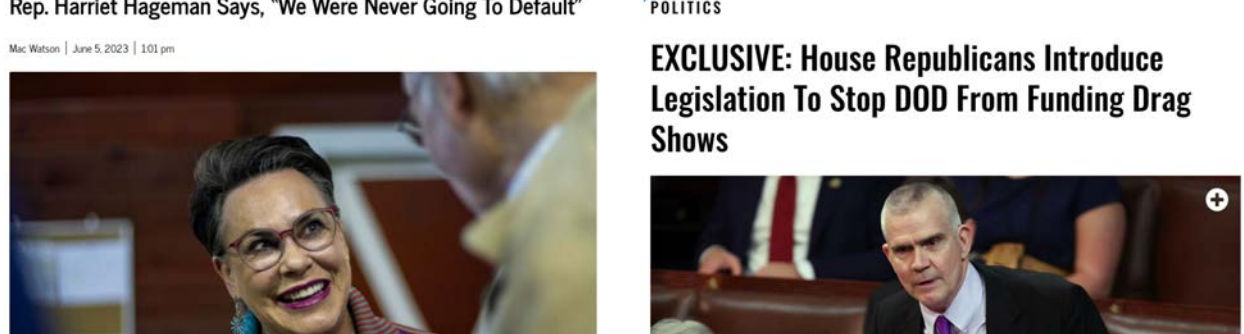 Rep. Harriet Hageman Says, "We Were Never Going To Default"
Mac Watson | June 5, 2023 | 1:01 pm
POLITICS
EXCLUSIVE: House Republicans Introduce
Legislation To Stop DOD From Funding Drag
Shows